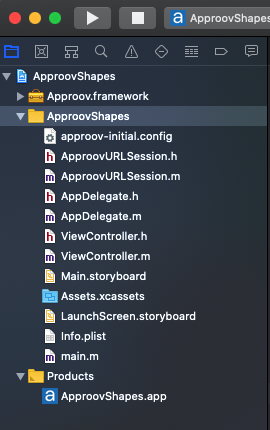 ApproovShapes
ApproovShapes
Approov.framework
ApproovShapes
approov-initial.config
ApproovURLSession.h
ApproovURLSession.m
AppDelegate.h
AppDelegate.m
ViewController.h
ViewController.m
Main.storyboard
Assets.xcassets
LaunchScreen.storyboard
Info.plist
main.m
Products
ApproovShapes.app